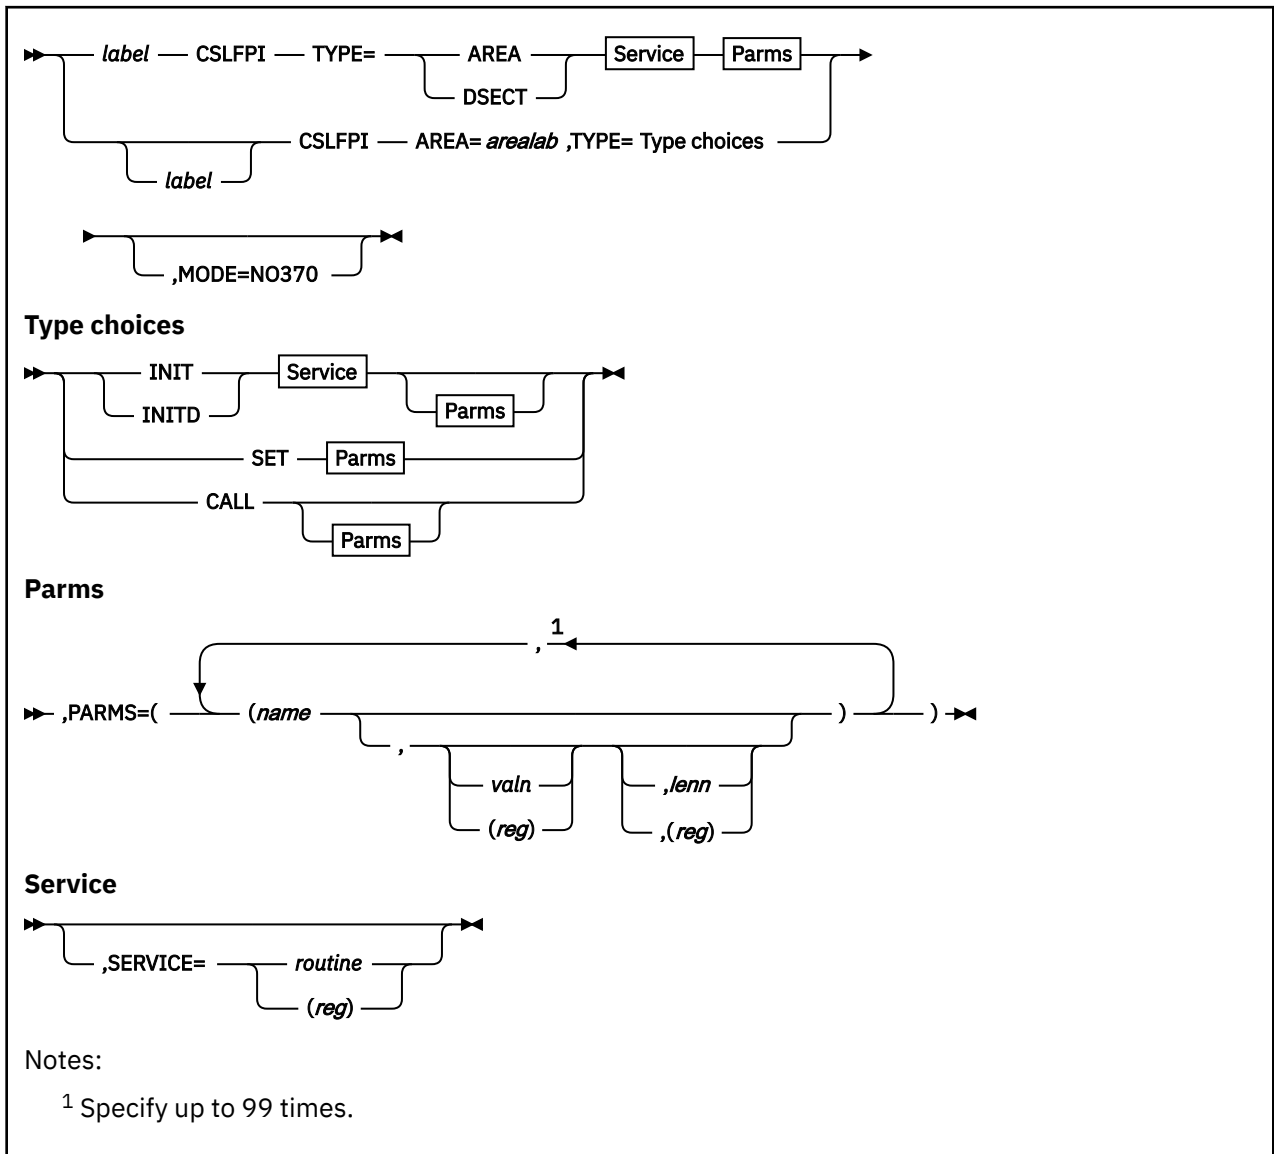 label CSLFPI TYPE= AREA Service Parms
DSECT
CSLFPI AREA= arealab ,TYPE= Type choices
label
,MODE=NO370
Type choices
INIT Service
INITD Parms
SET Parms
CALL
Parms
Parms
, 1
,PARMS=( (name ) )
,
valn ,lenn
(reg) ,(reg)
Service
,SERVICE= routine
(reg)
Notes:
1 Specify up to 99 times.